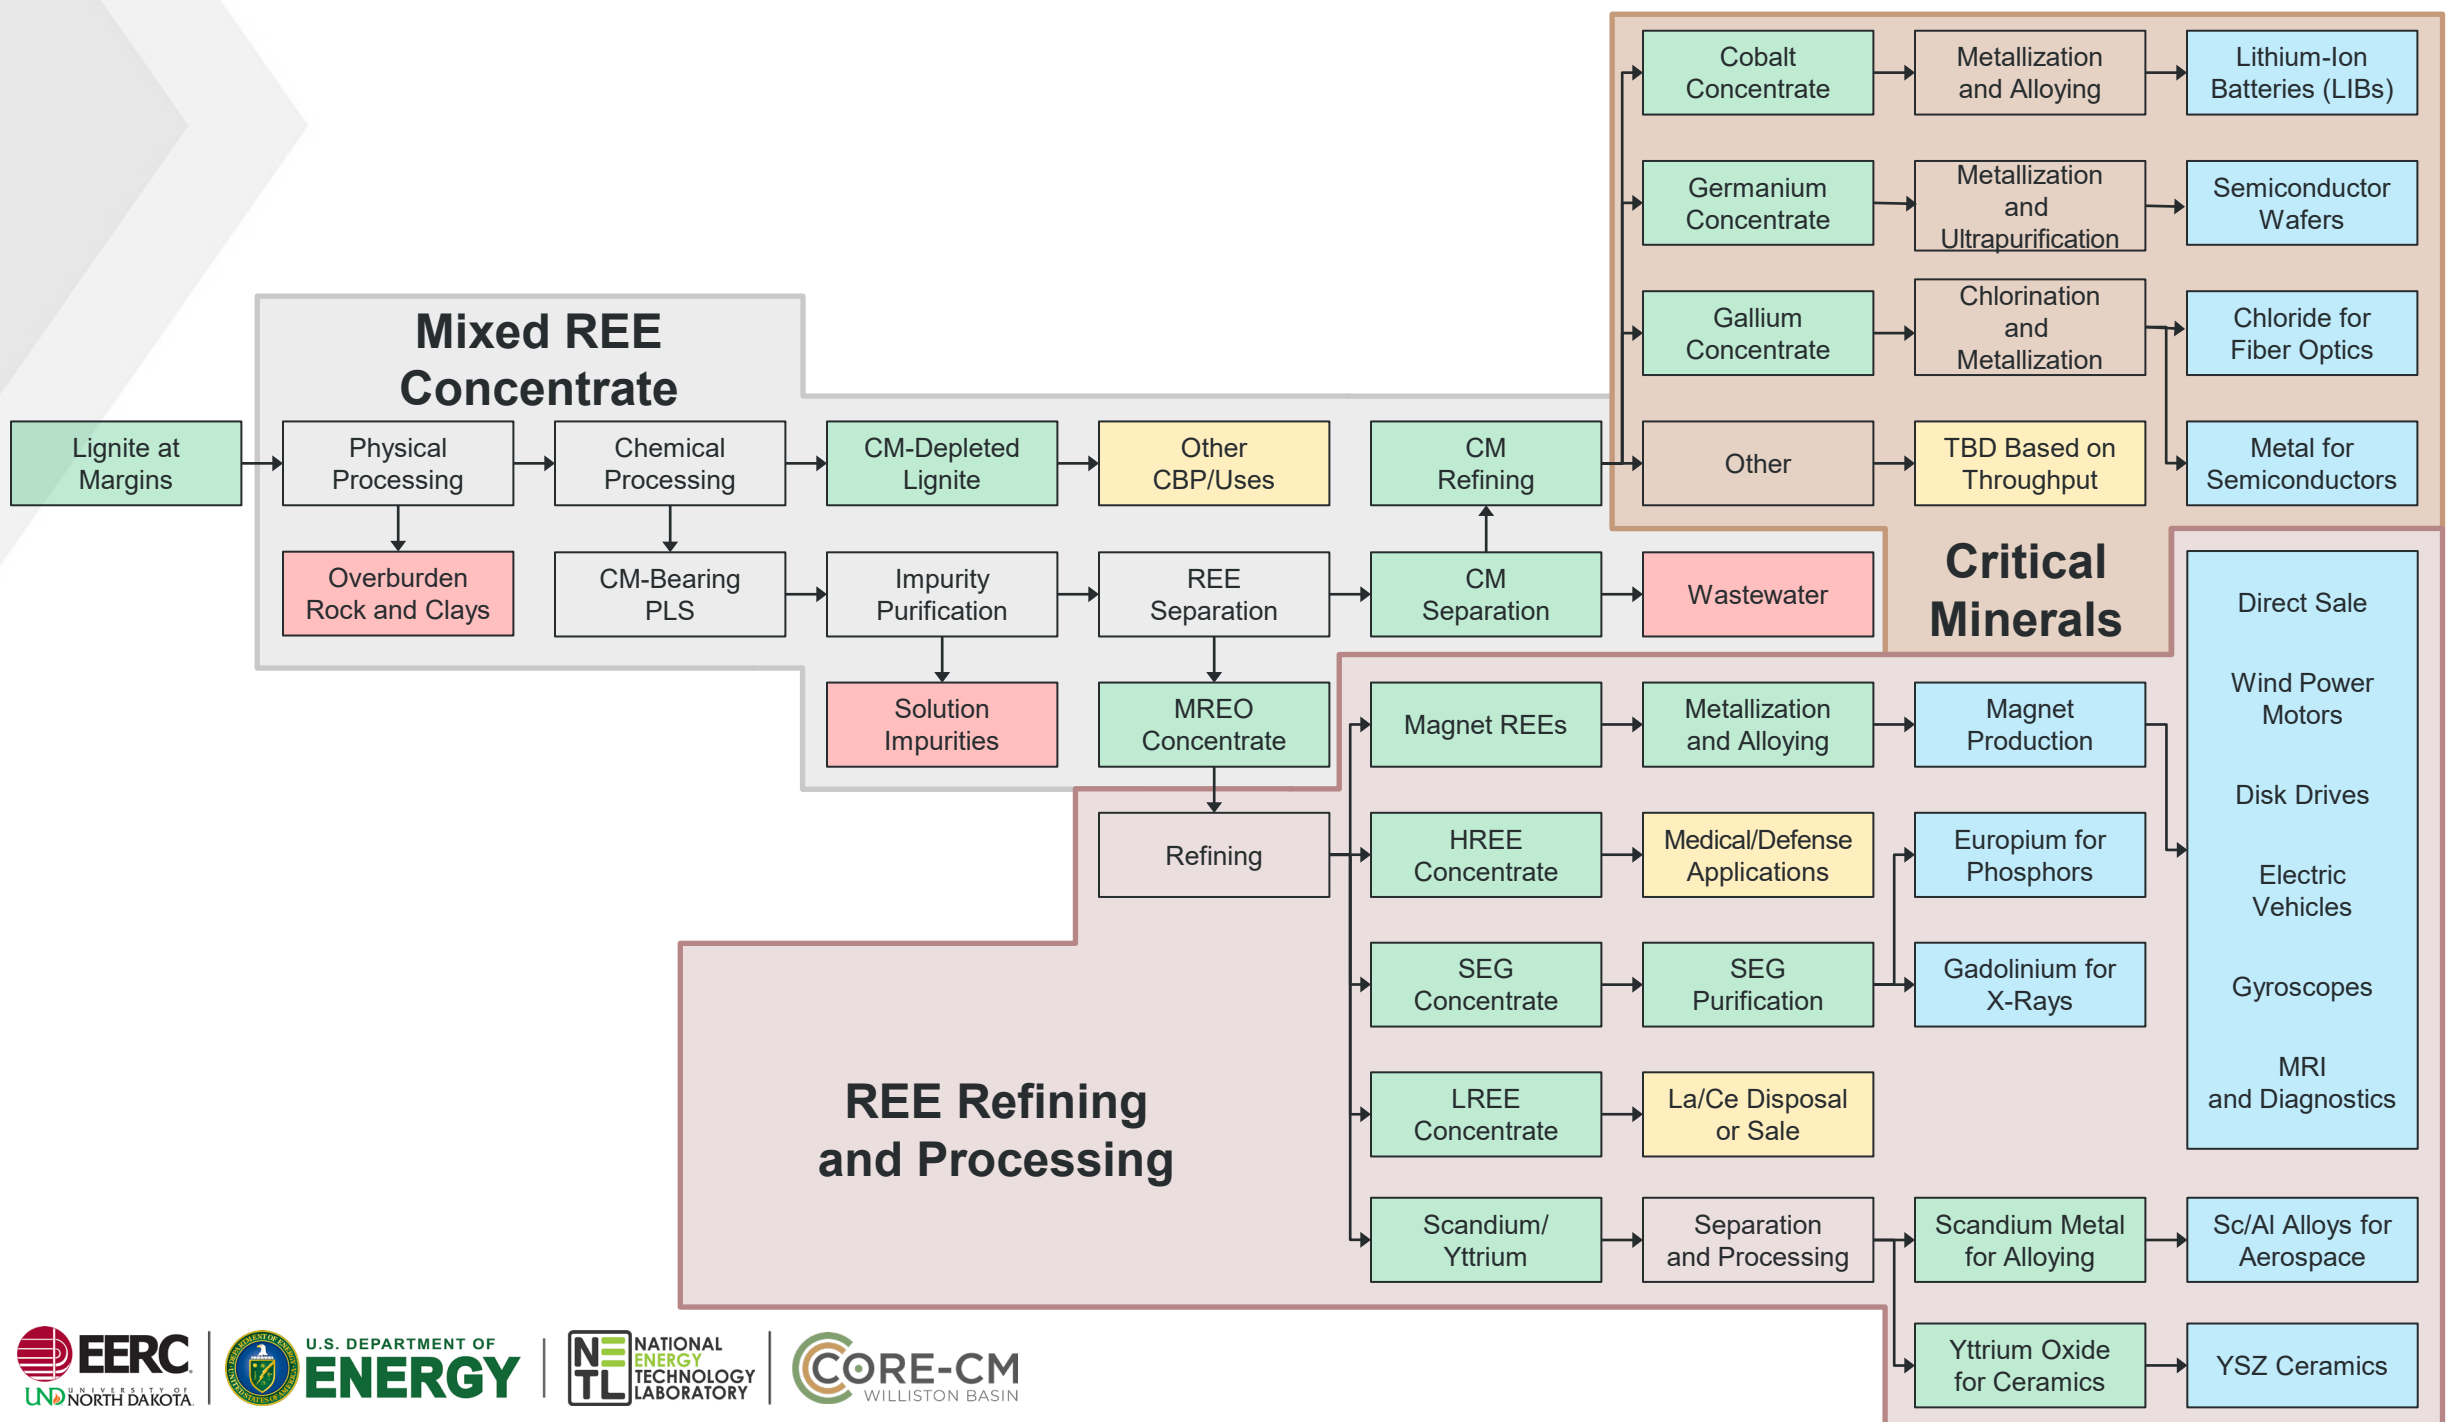 Cobalt
Concentrate
Metallization
and Alloying
Lithium-Ion
Batteries (LIBs)
Germanium
Concentrate
Metallization
and
Ultrapurification
Semiconductor
Wafers
Mixed REE
Concentrate
Gallium
Concentrate
Chlorination
and
Metallization
Chloride for
Fiber Optics
Lignite at
Margins
Physical
Processing
Chemical
Processing
CM-Depleted
Lignite
Other
CBP/Uses
CM
Refining
Other
TBD Based on
Throughput
Metal for
Semiconductors
Overburden
Rock and Clays
CM-Bearing
PLS
Impurity
Purification
REE
Separation
CM
Separation
Wastewater
Critical
Minerals
Solution
Impurities
MREO
Concentrate
Magnet REEs
Metallization
and Alloying
Magnet
Production
Direct Sale
Wind Power
Motors
Disk Drives
Electric
Vehicles
Gyroscopes
MRI
and Diagnostics
Refining
HREE
Concentrate
Medical/Defense
Applications
Europium for
Phosphors
SEG
Concentrate
SEG
Purification
Gadolinium for
X-Rays
REE Refining
and Processing
LREE
Concentrate
La/Ce Disposal
or Sale
Scandium/
Yttrium
Separation
and Processing
Scandium Metal
for Alloying
Sc/Al Alloys for
Aerospace
Yttrium Oxide
for Ceramics
YSZ Ceramics
EERC
UND UNIVERSITY OF
NORTH DAKOTA
U.S. DEPARTMENT OF
ENERGY
NETL
NATIONAL
ENERGY
TECHNOLOGY
LABORATORY
CORE-CM
WILLISTON BASIN